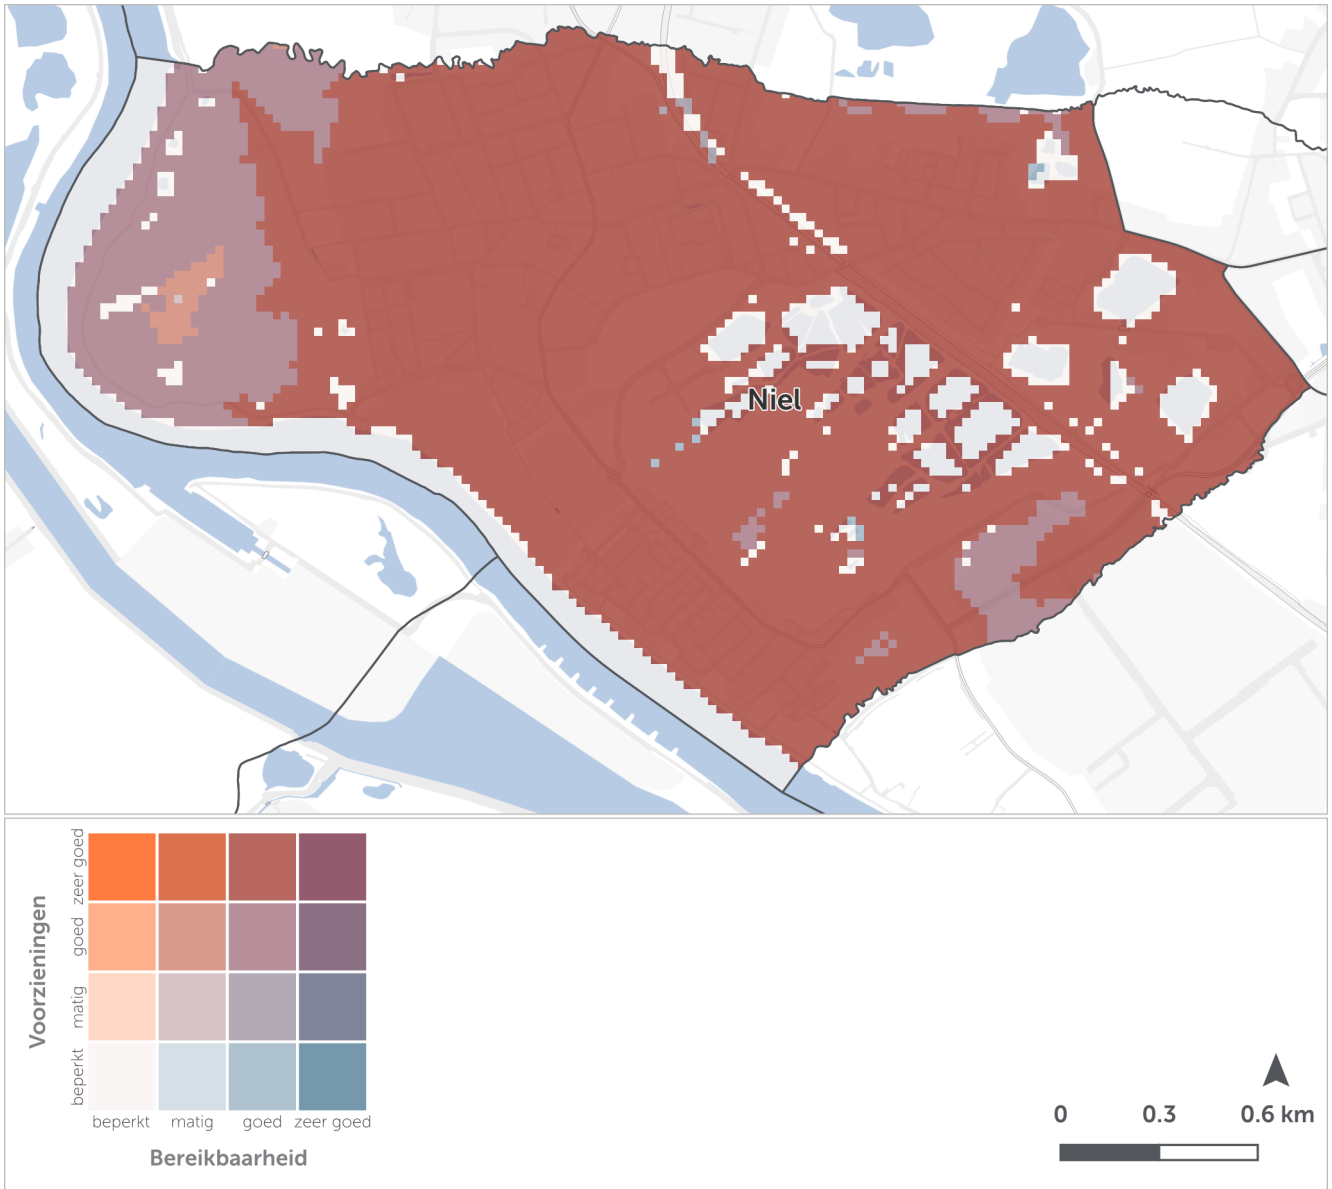 Niel
Voorzieningen
zeer goed
goed
matig
beperkt
beperkt matig goed zeer goed
Bereikbaarheid
0 0.3 0.6 km